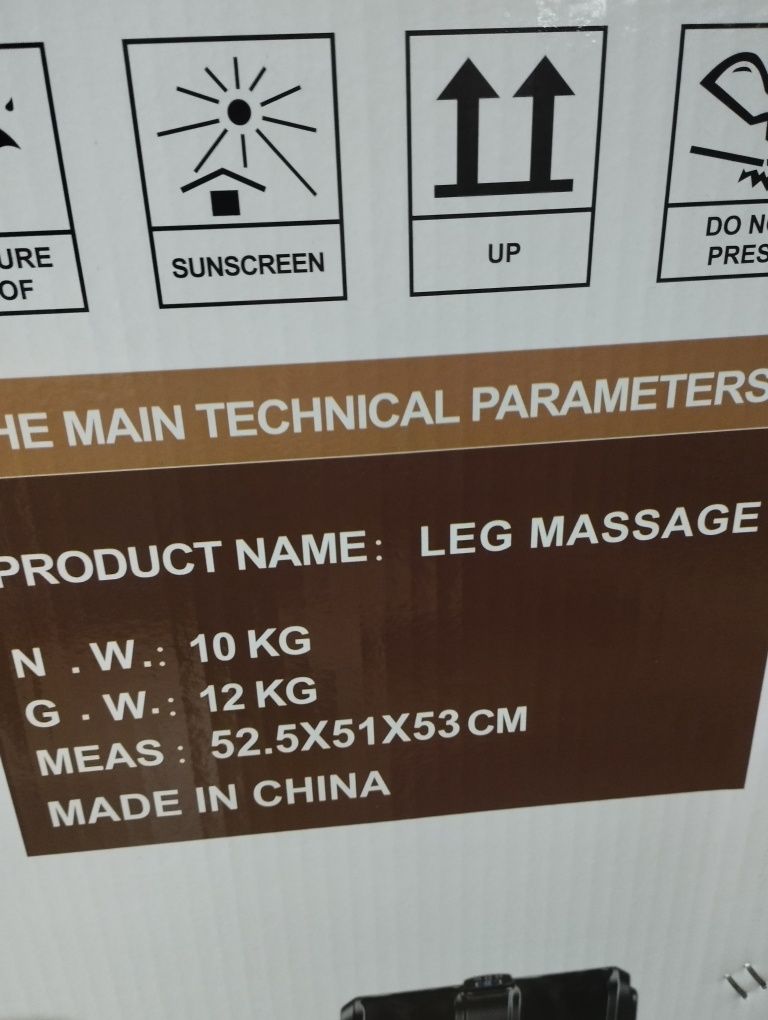 URE
OF
SUNSCREEN
UP
DO NO
PRES
HE MAIN TECHNICAL PARAMETERS
PRODUCT NAME: LEG MASSAGE
N .W.: 10 KG
G .W.: 12 KG
MEAS: 52.5X51X53 CM
MADE IN CHINA